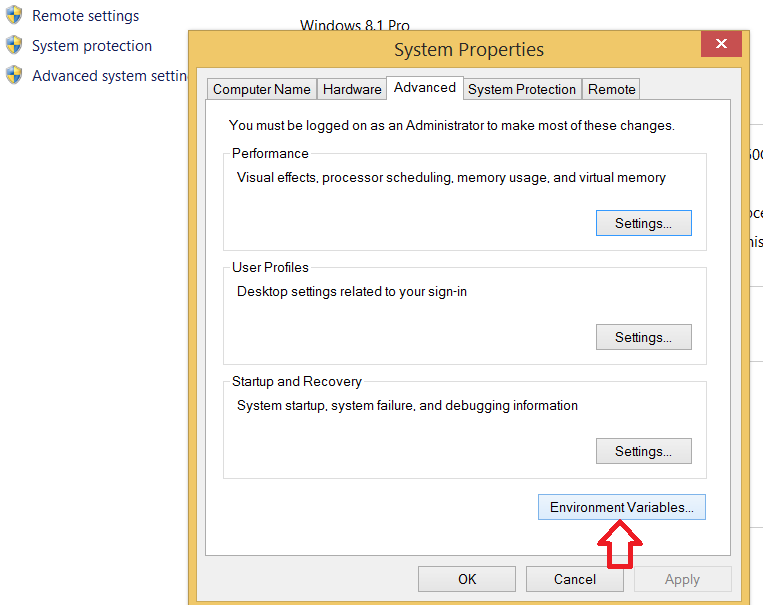 Remote settings
System protection
Advanced system settin
Windows 8.1 Pro
System Properties
Computer Name
Hardware
Advanced
System Protection
Remote
You must be logged on as an Administrator to make most of these changes.
Performance
Visual effects, processor scheduling, memory usage, and virtual memory
Settings...
User Profiles
Desktop settings related to your sign-in
Settings...
Startup and Recovery
System startup, system failure, and debugging information
Settings...
Environment Variables...
OK
Cancel
Apply